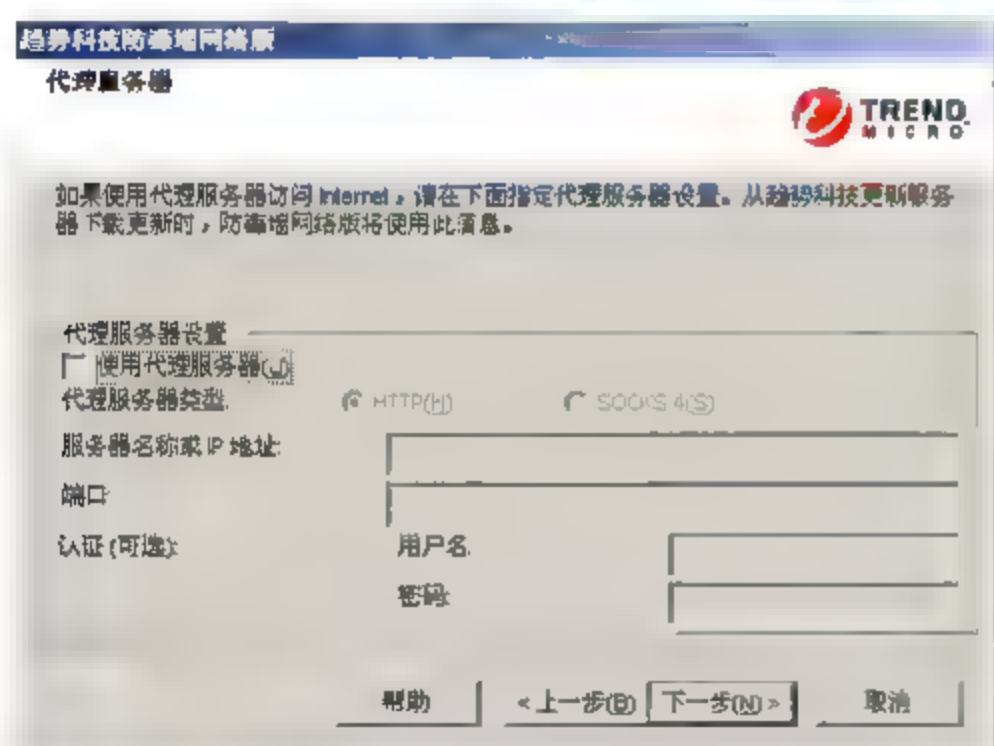 趋势科技防毒墙网络版
代理服务器
TREND
MICRO
如果使用代理服务器访问 Internet，请在下面指定代理服务器设置。从趋势科技更新服务
器下载更新时，防毒墙网络版将使用此消息。
代理服务器设置
使用代理服务器(U)
代理服务器类型:
HTTP(H)
SOCKS 4(S)
服务器名称或 IP 地址:
端口:
认证 (可选):
用户名:
密码:
帮助
< 上一步(B)
下一步(N) >
取消